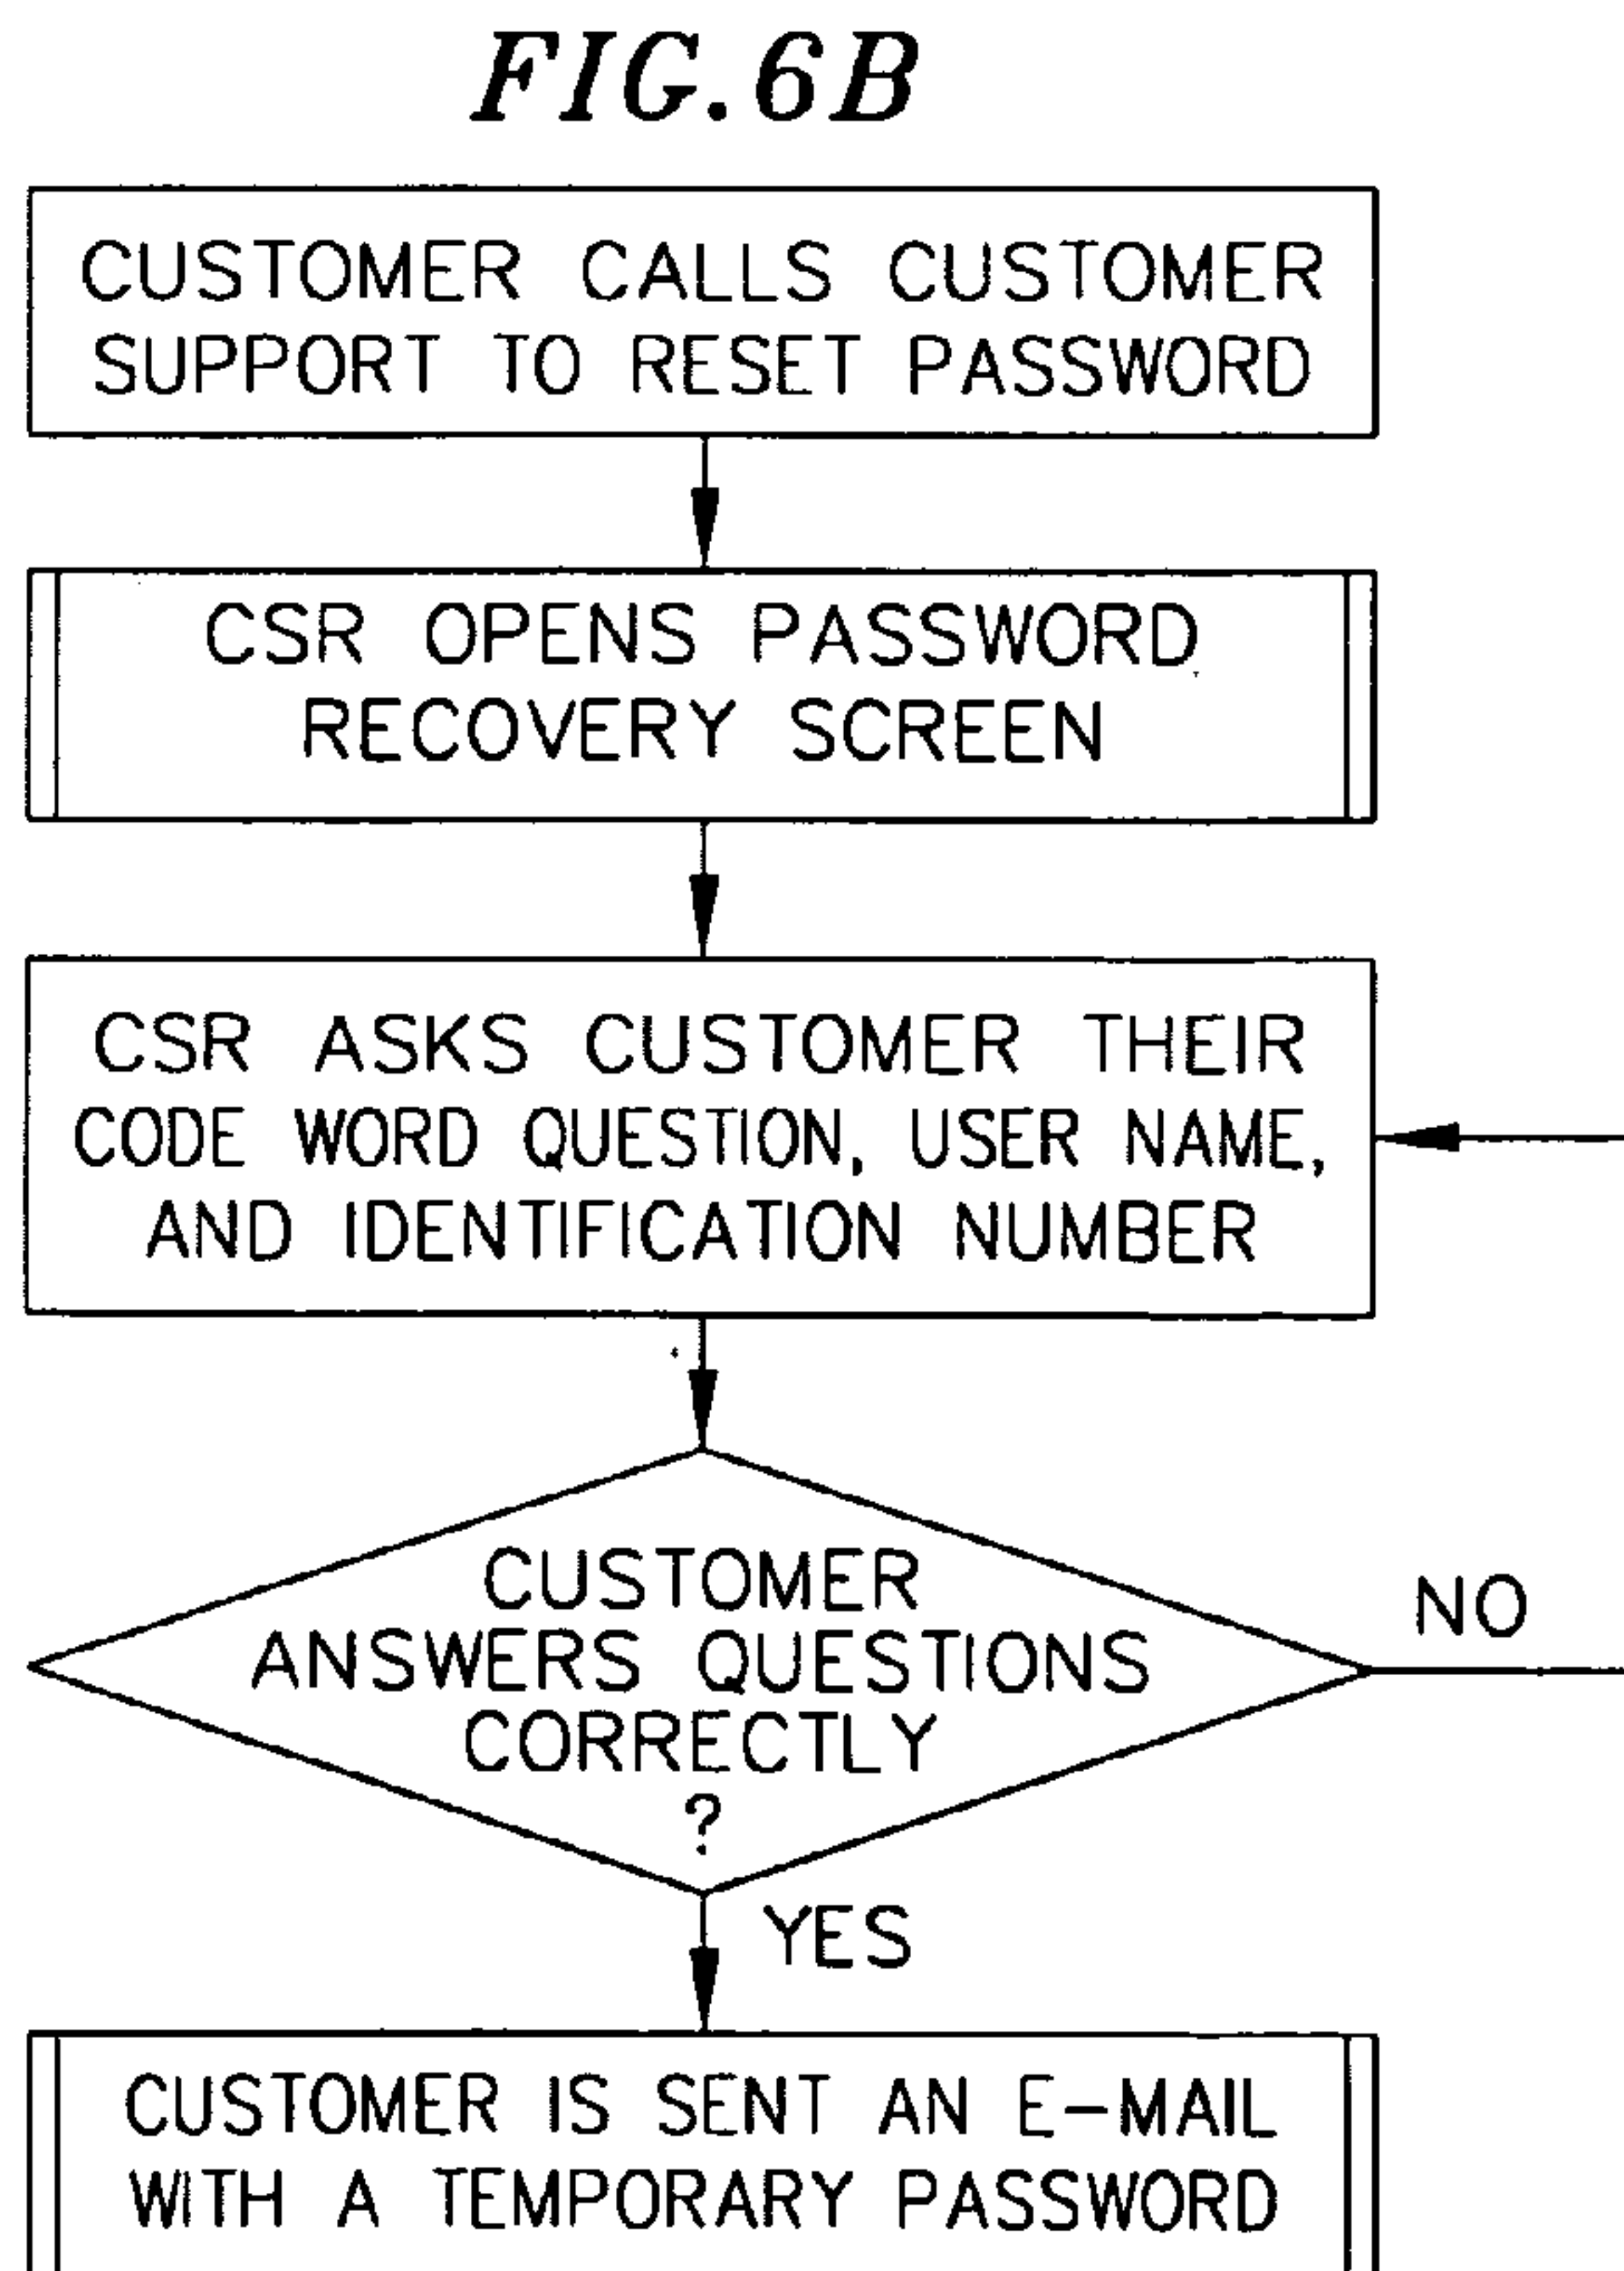 FIG.6B
CUSTOMER CALLS CUSTOMER
SUPPORT TO RESET PASSWORD
CSR OPENS PASSWORD
RECOVERY SCREEN
CSR ASKS CUSTOMER THEIR
CODE WORD QUESTION, USER NAME,
AND IDENTIFICATION NUMBER
CUSTOMER
ANSWERS QUESTIONS
CORRECTLY
?
NO
YES
CUSTOMER IS SENT AN E-MAIL
WITH A TEMPORARY PASSWORD